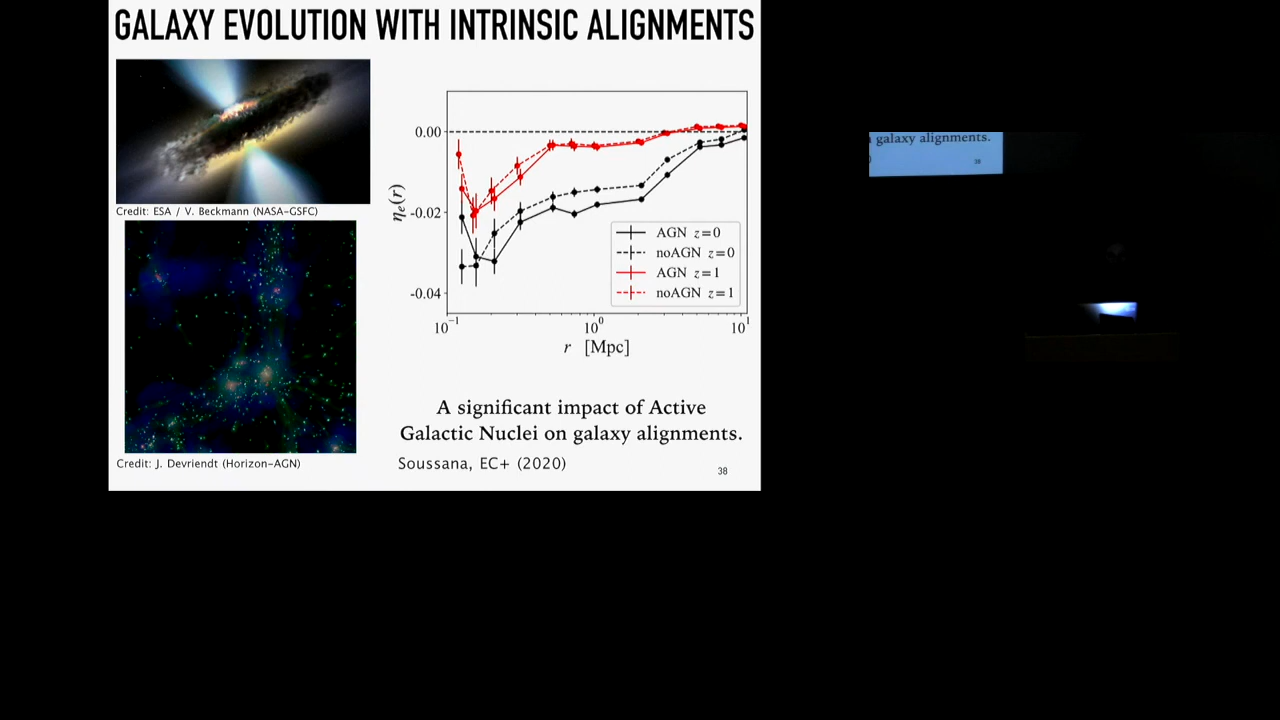 GALAXY EVOLUTION WITH INTRINSIC ALIGNMENTS
Credit: ESA / V. Beckmann (NASA-GSFC)
Credit: J. Devriendt (Horizon-AGN)
0.00
-0.02
-0.04
ηe(r)
AGN z=0
noAGN z=0
AGN z=1
noAGN z=1
10⁻¹ 10⁰ 10¹
r [Mpc]
A significant impact of Active
Galactic Nuclei on galaxy alignments.
Soussana, EC+ (2020)
38
galaxy alignments.
38